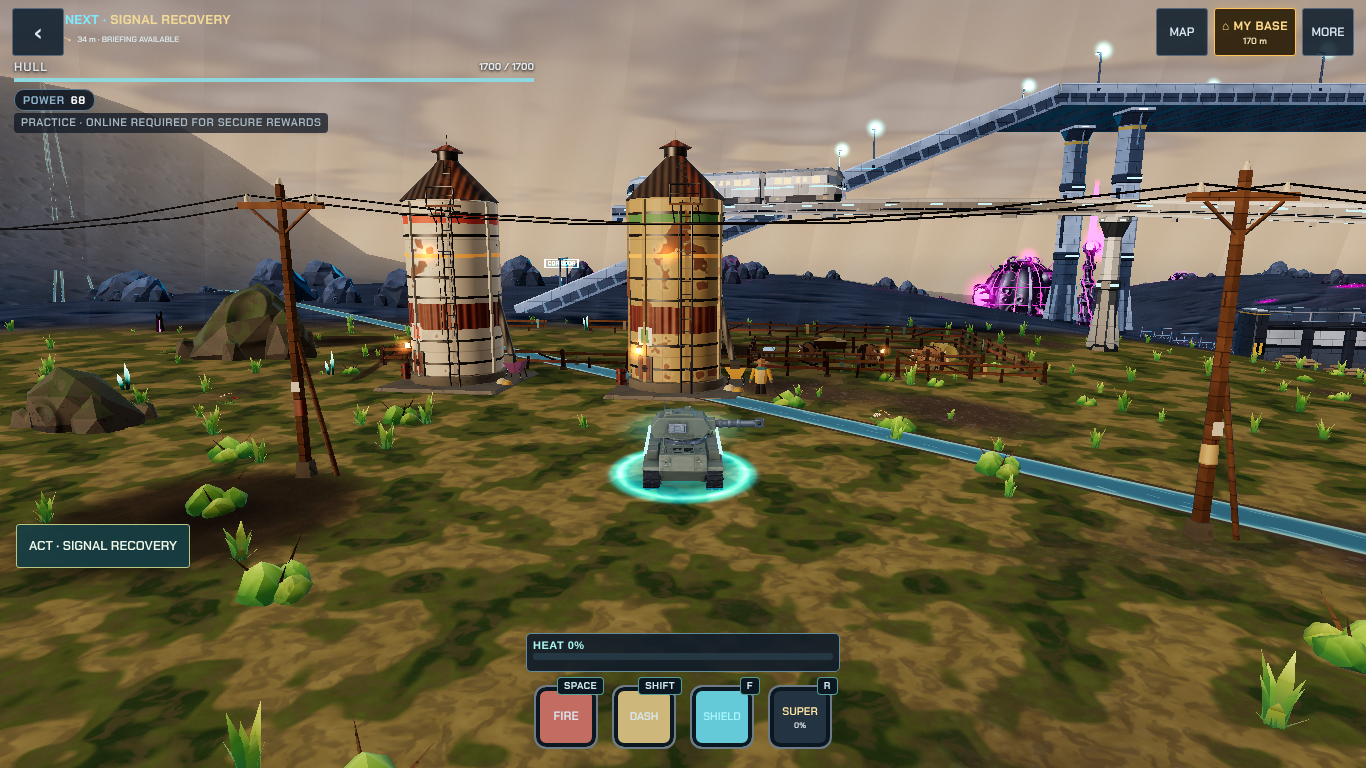 ‹
NEXT · SIGNAL RECOVERY
34 m · BRIEFING AVAILABLE
MAP
⌂ MY BASE
170 m
MORE
HULL
1700 / 1700
POWER 68
PRACTICE · ONLINE REQUIRED FOR SECURE REWARDS
ACT · SIGNAL RECOVERY
HEAT 0%
SPACE
SHIFT
F
R
FIRE
DASH
SHIELD
SUPER
0%